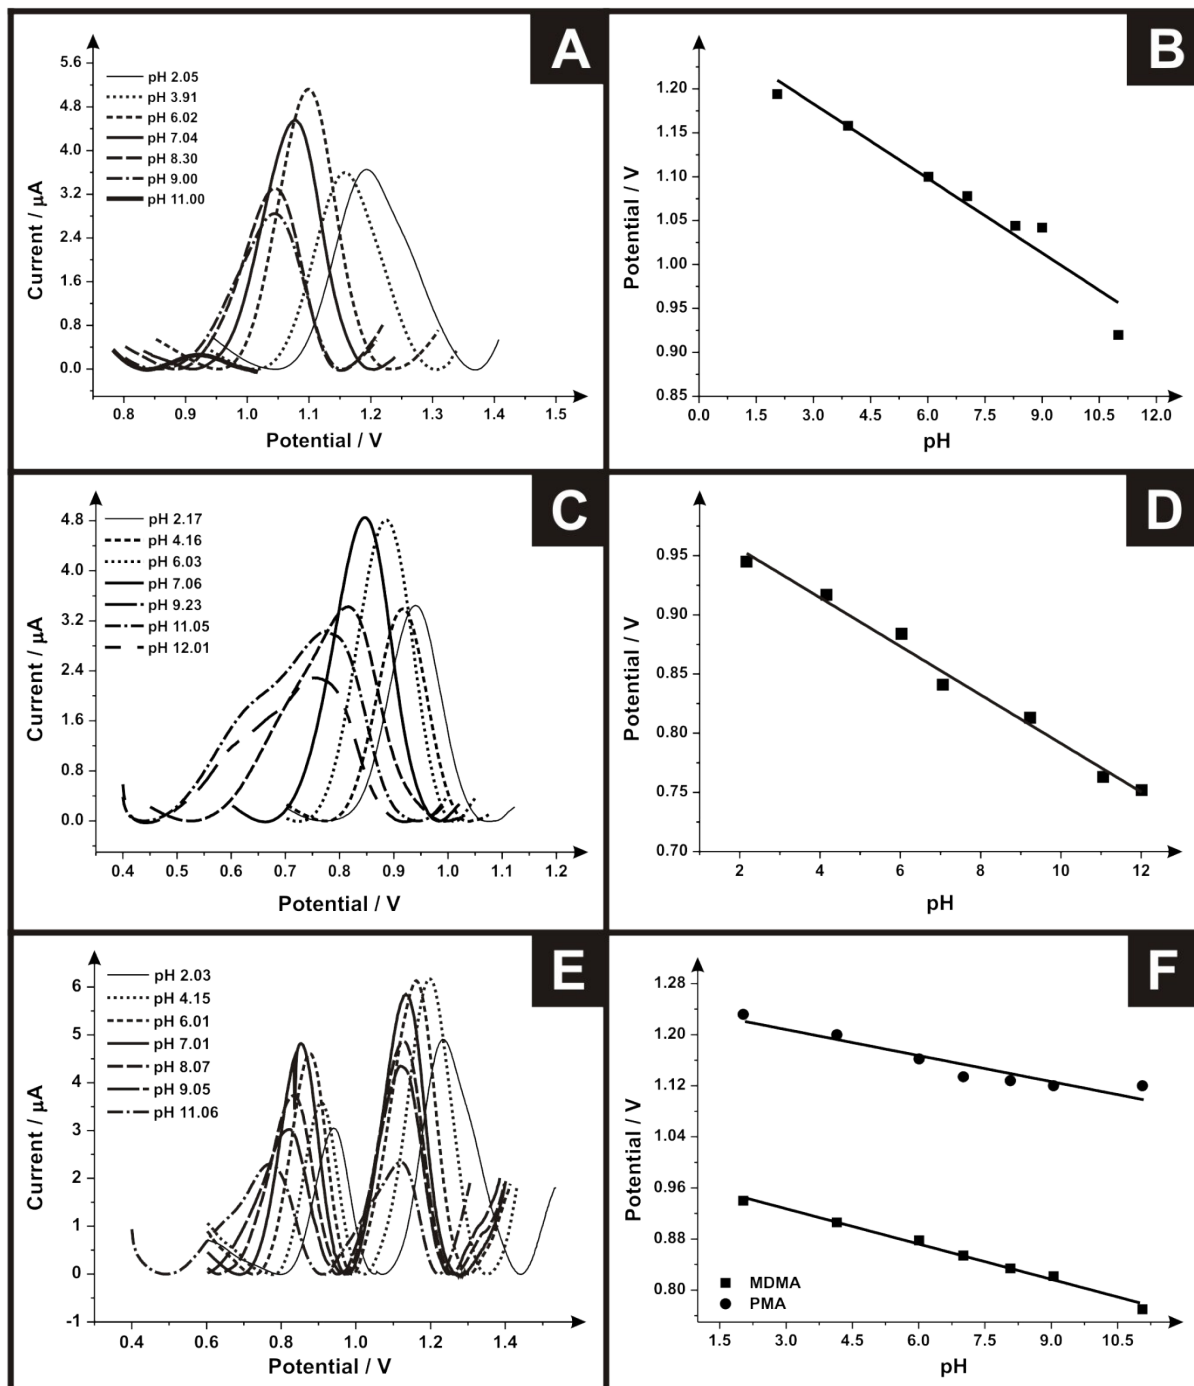 A
5.6
4.8
4.0
3.2
2.4
1.6
0.8
0.0
Current / μA
pH 2.05
pH 3.91
pH 6.02
pH 7.04
pH 8.30
pH 9.00
pH 11.00
0.8 0.9 1.0 1.1 1.2 1.3 1.4 1.5
Potential / V
B
1.20
1.15
1.10
1.05
1.00
0.95
0.90
0.85
Potential / V
0.0 1.5 3.0 4.5 6.0 7.5 9.0 10.5 12.0
pH
C
4.8
4.0
3.2
2.4
1.6
0.8
0.0
Current / μA
pH 2.17
pH 4.16
pH 6.03
pH 7.06
pH 9.23
pH 11.05
pH 12.01
0.4 0.5 0.6 0.7 0.8 0.9 1.0 1.1 1.2
Potential / V
D
0.95
0.90
0.85
0.80
0.75
0.70
Potential / V
2 4 6 8 10 12
pH
E
6
5
4
3
2
1
0
-1
Current / μA
pH 2.03
pH 4.15
pH 6.01
pH 7.01
pH 8.07
pH 9.05
pH 11.06
0.4 0.6 0.8 1.0 1.2 1.4
Potential / V
F
1.28
1.20
1.12
1.04
0.96
0.88
0.80
Potential / V
MDMA
PMA
1.5 3.0 4.5 6.0 7.5 9.0 10.5
pH